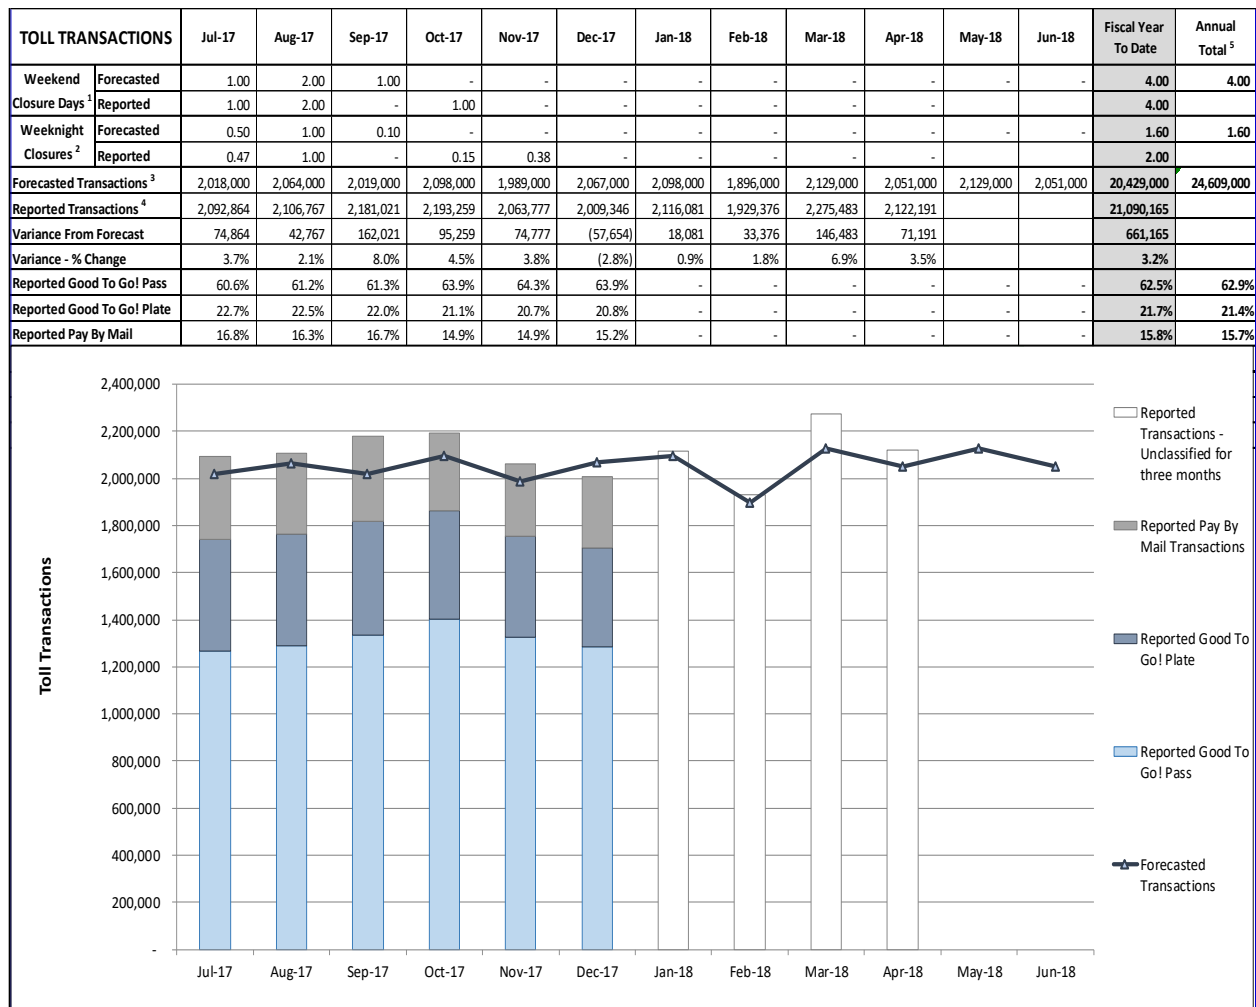 TOLL TRANSACTIONS Jul-17 Aug-17 Sep-17 Oct-17 Nov-17 Dec-17 Jan-18 Feb-18 Mar-18 Apr-18 May-18 Jun-18 Fiscal Year To Date Annual Total 5
Weekend Closure Days 1 Forecasted 1.00 2.00 1.00 - - - - - - - - - 4.00 4.00
Reported 1.00 2.00 - 1.00 - - - - - - 4.00
Weeknight Closures 2 Forecasted 0.50 1.00 0.10 - - - - - - - - - 1.60 1.60
Reported 0.47 1.00 - 0.15 0.38 - - - - - 2.00
Forecasted Transactions 3 2,018,000 2,064,000 2,019,000 2,098,000 1,989,000 2,067,000 2,098,000 1,896,000 2,129,000 2,051,000 2,129,000 2,051,000 20,429,000 24,609,000
Reported Transactions 4 2,092,864 2,106,767 2,181,021 2,193,259 2,063,777 2,009,346 2,116,081 1,929,376 2,275,483 2,122,191 21,090,165
Variance From Forecast 74,864 42,767 162,021 95,259 74,777 (57,654) 18,081 33,376 146,483 71,191 661,165
Variance - % Change 3.7% 2.1% 8.0% 4.5% 3.8% (2.8%) 0.9% 1.8% 6.9% 3.5% 3.2%
Reported Good To Go! Pass 60.6% 61.2% 61.3% 63.9% 64.3% 63.9% - - - - - - 62.5% 62.9%
Reported Good To Go! Plate 22.7% 22.5% 22.0% 21.1% 20.7% 20.8% - - - - - - 21.7% 21.4%
Reported Pay By Mail 16.8% 16.3% 16.7% 14.9% 14.9% 15.2% - - - - - - 15.8% 15.7%
Toll Transactions
2,400,000
2,200,000
2,000,000
1,800,000
1,600,000
1,400,000
1,200,000
1,000,000
800,000
600,000
400,000
200,000
-
Jul-17 Aug-17 Sep-17 Oct-17 Nov-17 Dec-17 Jan-18 Feb-18 Mar-18 Apr-18 May-18 Jun-18
Reported
Transactions -
Unclassified for
three months
Reported Pay By
Mail Transactions
Reported Good To
Go! Plate
Reported Good To
Go! Pass
Forecasted
Transactions